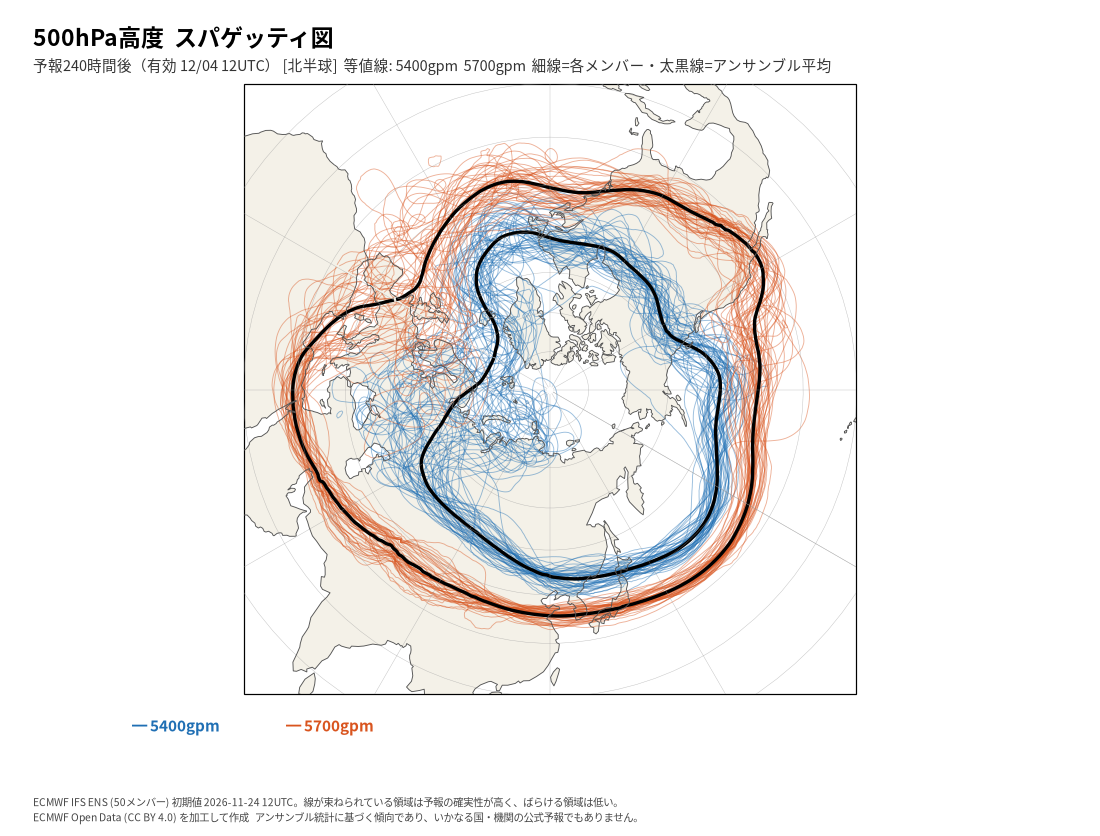 500hPa高度 スパゲッティ図
予報240時間後（有効 12/04 12UTC） [北半球] 等値線: 5400gpm 5700gpm 細線=各メンバー・太黒線=アンサンブル平均
5400gpm 5700gpm
ECMWF IFS ENS (50メンバー) 初期値 2026-11-24 12UTC。線が束ねられている領域は予報の確実性が高く、ばらける領域は低い。
ECMWF Open Data (CC BY 4.0) を加工して作成 アンサンブル統計に基づく傾向であり、いかなる国・機関の公式予報でもありません。